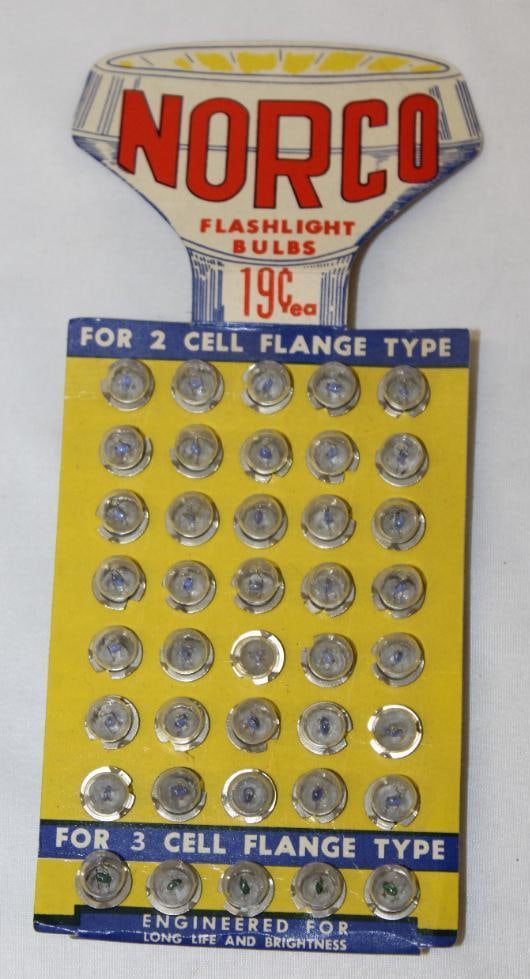 NORCO
FLASHLIGHT
BULBS
19¢ea
FOR 2 CELL FLANGE TYPE
FOR 3 CELL FLANGE TYPE
ENGINEERED FOR
LONG LIFE AND BRIGHTNESS